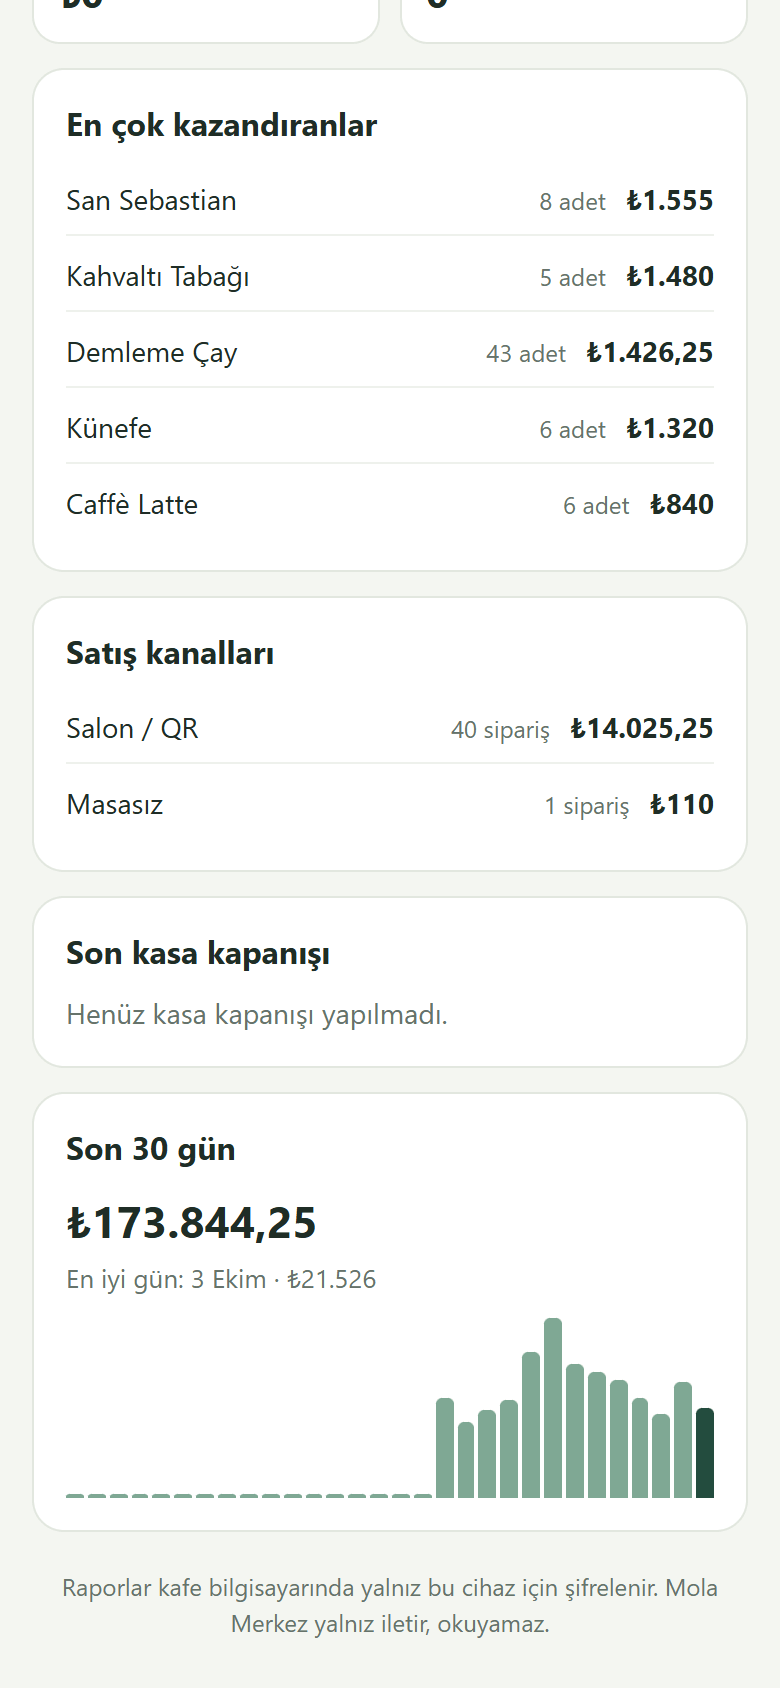 En çok kazandıranlar
San Sebastian 8 adet ₺1.555
Kahvaltı Tabağı 5 adet ₺1.480
Demleme Çay 43 adet ₺1.426,25
Künefe 6 adet ₺1.320
Caffè Latte 6 adet ₺840
Satış kanalları
Salon / QR 40 sipariş ₺14.025,25
Masasız 1 sipariş ₺110
Son kasa kapanışı
Henüz kasa kapanışı yapılmadı.
Son 30 gün
₺173.844,25
En iyi gün: 3 Ekim · ₺21.526
Raporlar kafe bilgisayarında yalnız bu cihaz için şifrelenir. Mola
Merkez yalnız iletir, okuyamaz.